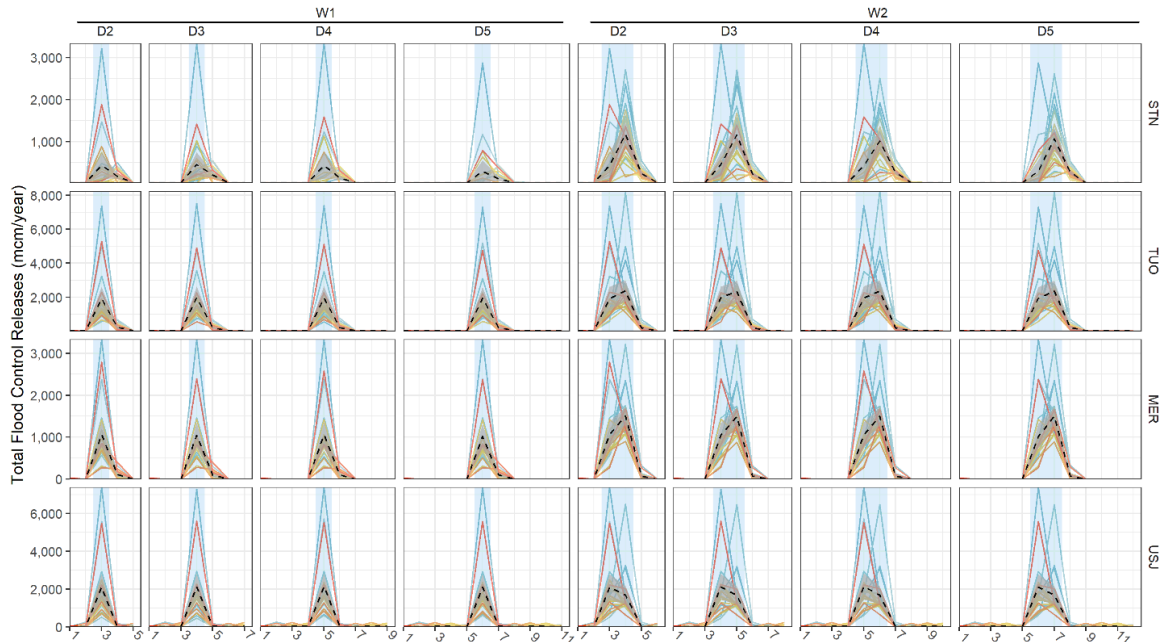 W1 W2
D2 D3 D4 D5 D2 D3 D4 D5
Total Flood Control Releases (mcm/year)
3,000
2,000
1,000
0
STN
8,000
6,000
4,000
2,000
0
TUO
3,000
2,000
1,000
0
MER
6,000
4,000
2,000
0
USJ
1 3 5 1 3 5 7 1 3 5 7 9 1 3 5 7 9 11 1 3 5 1 3 5 7 1 3 5 7 9 1 3 5 7 9 11